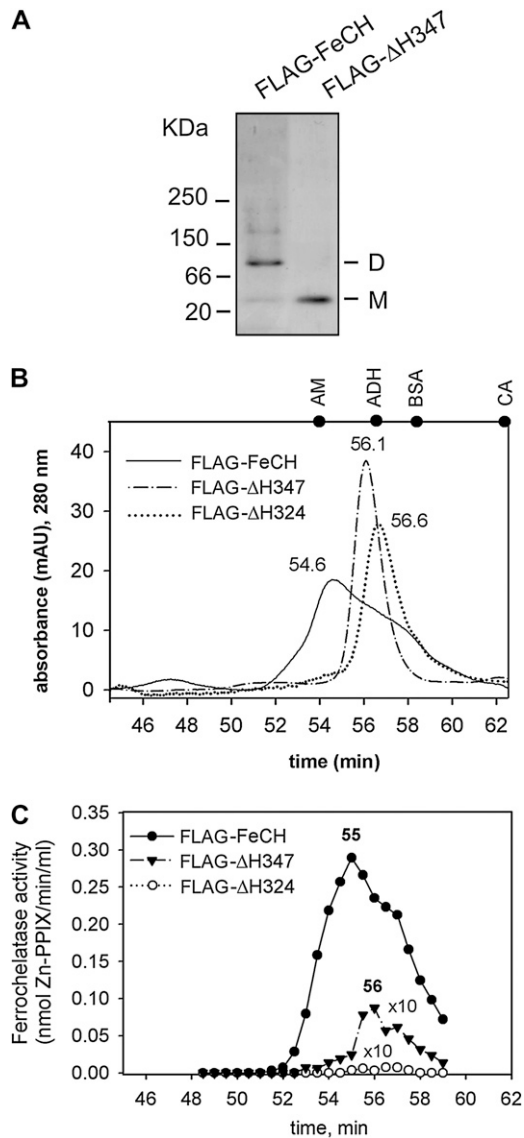 A
FLAG-FeCH
FLAG-ΔH347
KDa
250
150
66
20
D
M
B
AM
ADH
BSA
CA
absorbance (mAU), 280 nm
40
30
20
10
0
FLAG-FeCH
FLAG-ΔH347
FLAG-ΔH324
54.6
56.1
56.6
46 48 50 52 54 56 58 60 62
time (min)
C
Ferrochelatase activity
(nmol Zn-PPIX/min/ml)
0.35
0.30
0.25
0.20
0.15
0.10
0.05
0.00
FLAG-FeCH
FLAG-ΔH347
FLAG-ΔH324
55
56
x10
x10
46 48 50 52 54 56 58 60 62
time, min